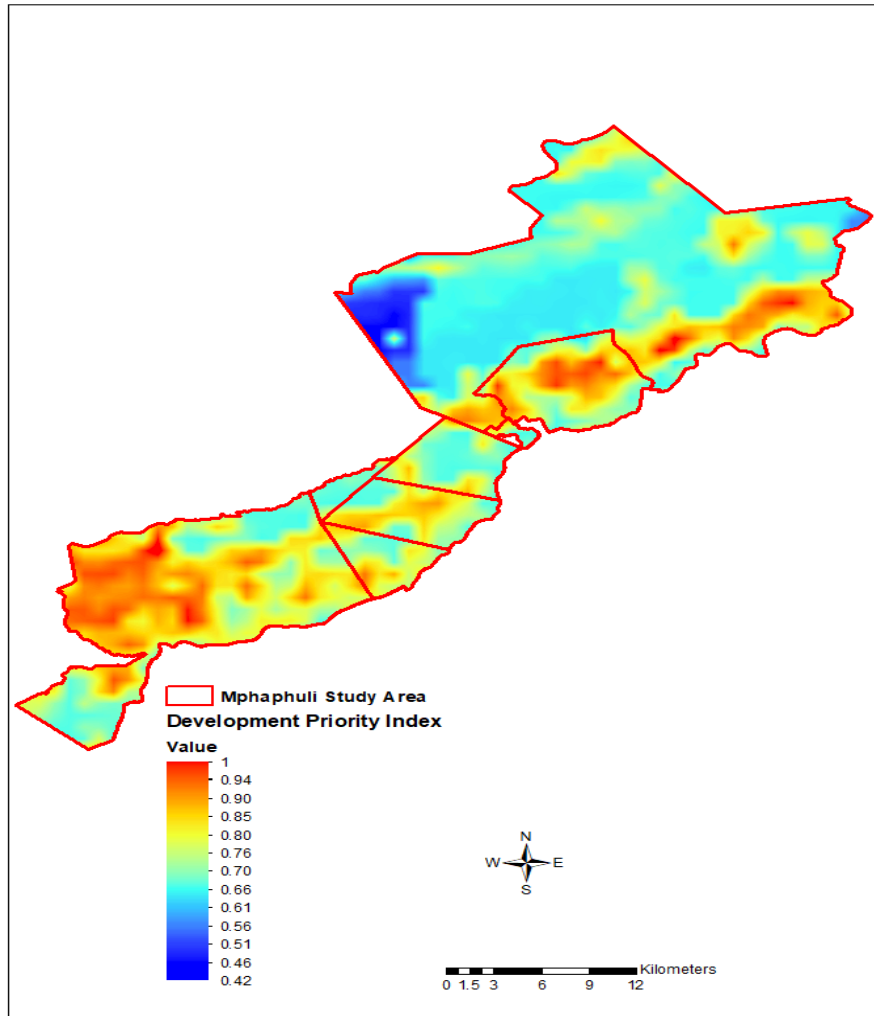 Mphaphuli Study Area
Development Priority Index
Value
1
0.94
0.90
0.85
0.80
0.76
0.70
0.66
0.61
0.56
0.51
0.46
0.42
N
W E
S
Kilometers
0 1.5 3 6 9 12